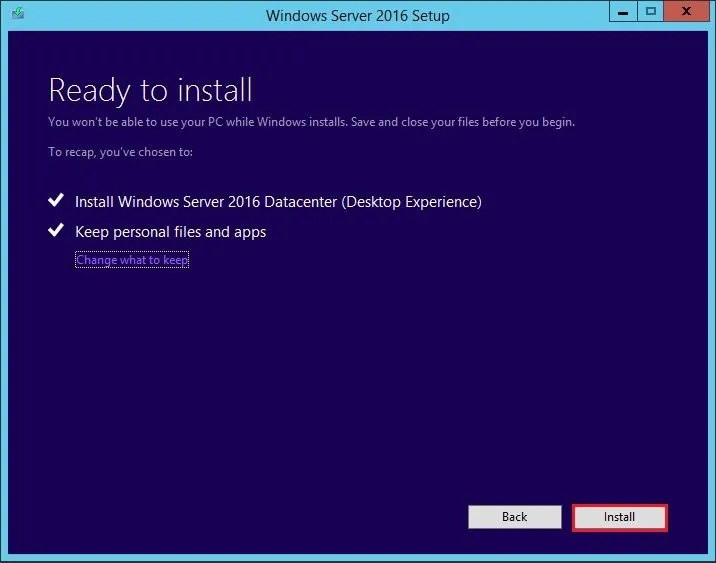 Windows Server 2016 Setup
Ready to install
You won't be able to use your PC while Windows installs. Save and close your files before you begin.
To recap, you've chosen to:
Install Windows Server 2016 Datacenter (Desktop Experience)
Keep personal files and apps
Change what to keep
Back
Install